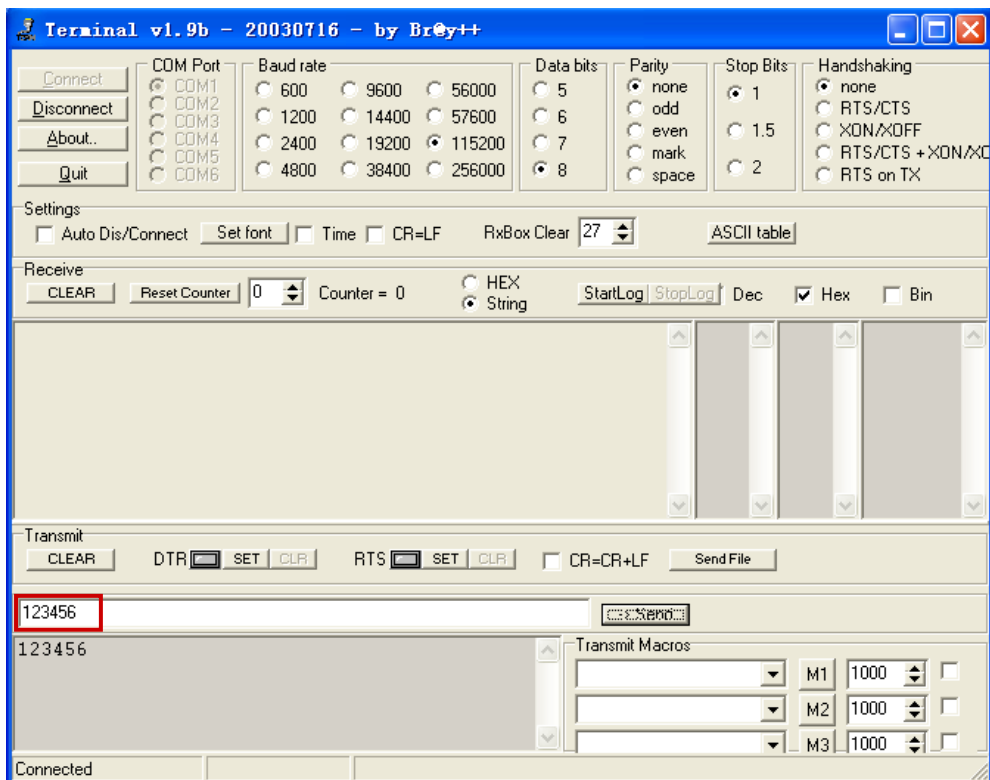 Terminal v1.9b - 20030716 - by Br@y++
Connect
Disconnect
About..
Quit
COM Port
COM1
COM2
COM3
COM4
COM5
COM6
Baud rate
600 9600 56000
1200 14400 57600
2400 19200 115200
4800 38400 256000
Data bits
5
6
7
8
Parity
none
odd
even
mark
space
Stop Bits
1
1.5
2
Handshaking
none
RTS/CTS
XON/XOFF
RTS/CTS + XON/XO
RTS on TX
Settings
Auto Dis/Connect Set font Time CR=LF RxBox Clear 27 ASCII table
Receive
CLEAR Reset Counter 0 Counter = 0 HEX
String
StartLog StopLog Dec Hex Bin
Transmit
CLEAR DTR SET CLR RTS SET CLR CR=CR+LF Send File
123456 -> Send
123456
Transmit Macros
M1 1000
M2 1000
M3 1000
Connected